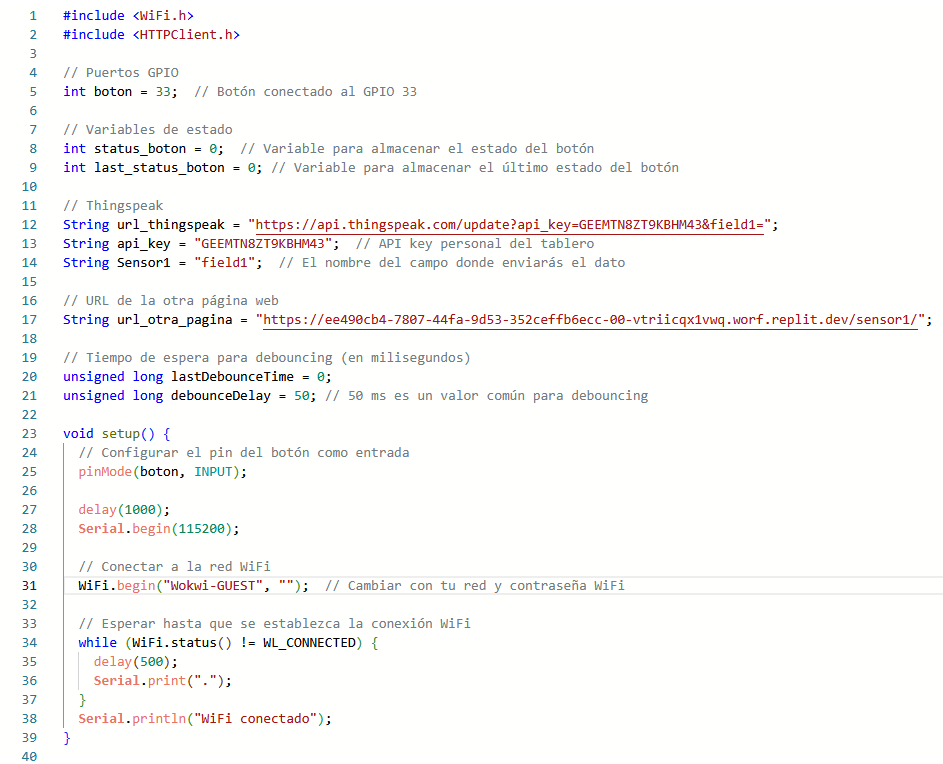 1 #include <WiFi.h>
2 #include <HTTPClient.h>
3
4 // Puertos GPIO
5 int boton = 33;  // Botón conectado al GPIO 33
6
7 // Variables de estado
8 int status_boton = 0;  // Variable para almacenar el estado del botón
9 int last_status_boton = 0; // Variable para almacenar el último estado del botón
10
11 // Thingspeak
12 String url_thingspeak = "https://api.thingspeak.com/update?api_key=GEEMTN8ZT9KBHM43&field1=";
13 String api_key = "GEEMTN8ZT9KBHM43";  // API key personal del tablero
14 String Sensor1 = "field1";  // El nombre del campo donde enviarás el dato
15
16 // URL de la otra página web
17 String url_otra_pagina = "https://ee490cb4-7807-44fa-9d53-352ceffb6ecc-00-vtriicqx1vwq.worf.replit.dev/sensor1/";
18
19 // Tiempo de espera para debouncing (en milisegundos)
20 unsigned long lastDebounceTime = 0;
21 unsigned long debounceDelay = 50; // 50 ms es un valor común para debouncing
22
23 void setup() {
24   // Configurar el pin del botón como entrada
25   pinMode(boton, INPUT);
26
27   delay(1000);
28   Serial.begin(115200);
29
30   // Conectar a la red WiFi
31   WiFi.begin("Wokwi-GUEST", "");  // Cambiar con tu red y contraseña WiFi
32
33   // Esperar hasta que se establezca la conexión WiFi
34   while (WiFi.status() != WL_CONNECTED) {
35     delay(500);
36     Serial.print(".");
37   }
38   Serial.println("WiFi conectado");
39 }
40